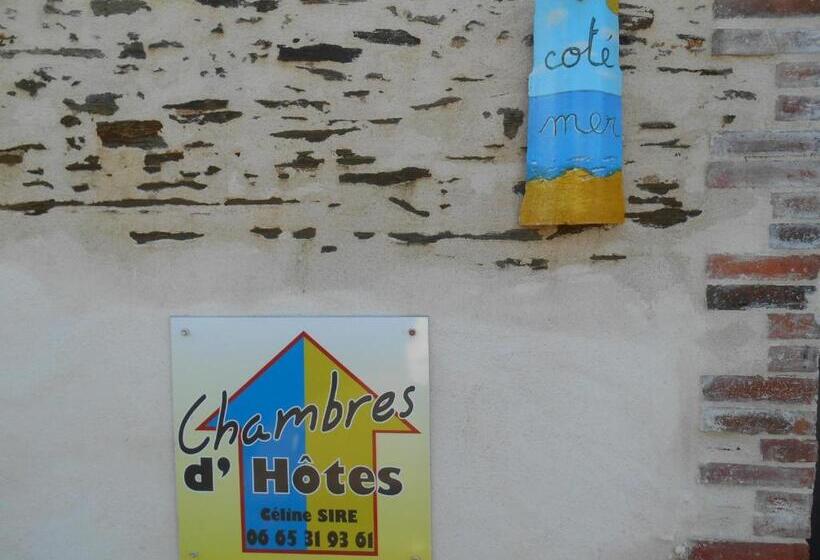 coté
mer
Chambres
d' Hôtes
Céline SIRE
06 65 31 93 61